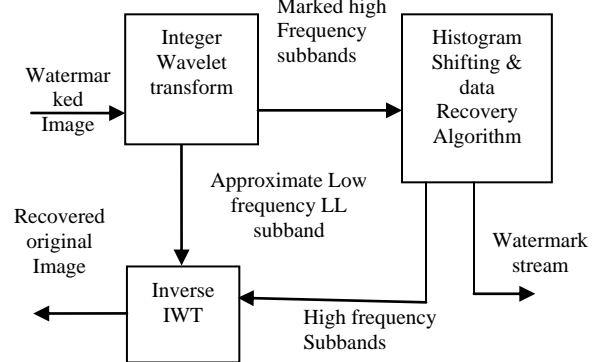 Marked high
Frequency
subbands
Integer
Wavelet
transform
Histogram
Shifting &
data
Recovery
Algorithm
Watermar
ked
Image
Approximate Low
frequency LL
subband
Recovered
original
Image
Watermark
stream
Inverse
IWT
High frequency
Subbands